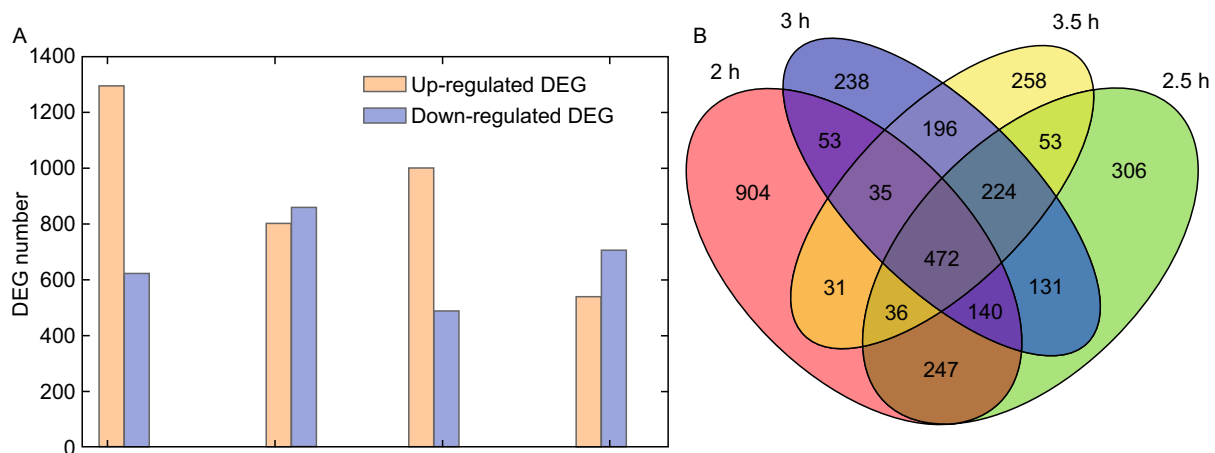 A
1400
1200
1000
800
600
400
200
0
DEG number
Up-regulated DEG
Down-regulated DEG
B
2 h
3 h
3.5 h
2.5 h
238
258
53
196
53
904
35
224
306
472
31
36
140
131
247